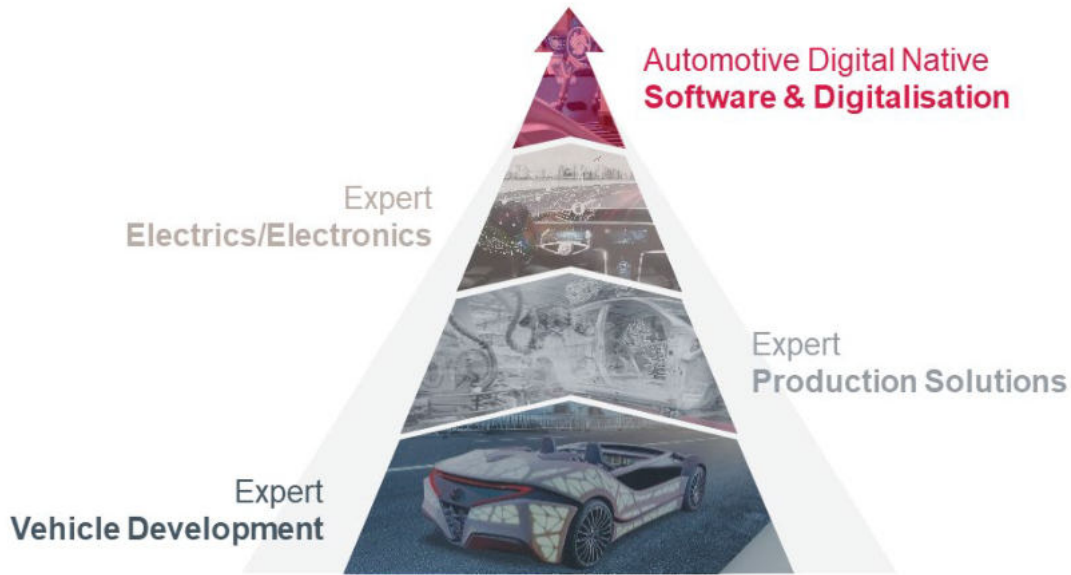 Automotive Digital Native
Software & Digitalisation
Expert
Electrics/Electronics
Expert
Production Solutions
Expert
Vehicle Development